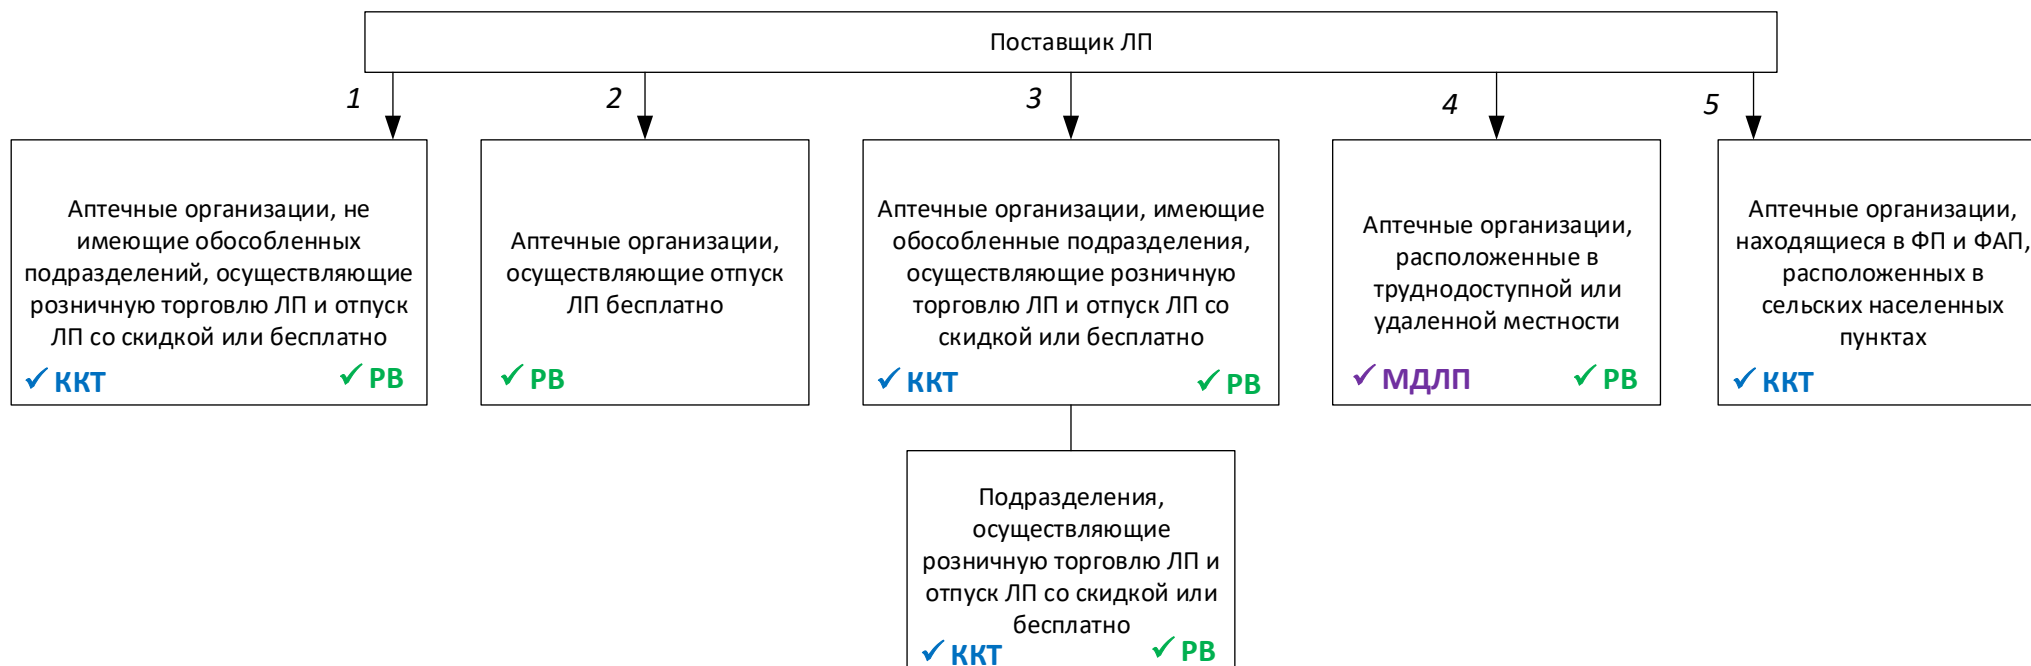 Поставщик ЛП
1
2
3
4
5
Аптечные организации, не
имеющие обособленных
подразделений, осуществляющие
розничную торговлю ЛП и отпуск
ЛП со скидкой или бесплатно
✓ ККТ
✓ РВ
Аптечные организации,
осуществляющие отпуск
ЛП бесплатно
✓ РВ
Аптечные организации, имеющие
обособленные подразделения,
осуществляющие розничную
торговлю ЛП и отпуск ЛП со
скидкой или бесплатно
✓ ККТ
✓ РВ
Аптечные организации,
расположенные в
труднодоступной или
удаленной местности
✓ МДЛП
✓ РВ
Аптечные организации,
находящиеся в ФП и ФАП,
расположенных в
сельских населенных
пунктах
✓ ККТ
Подразделения,
осуществляющие
розничную торговлю ЛП и
отпуск ЛП со скидкой или
бесплатно
✓ ККТ
✓ РВ